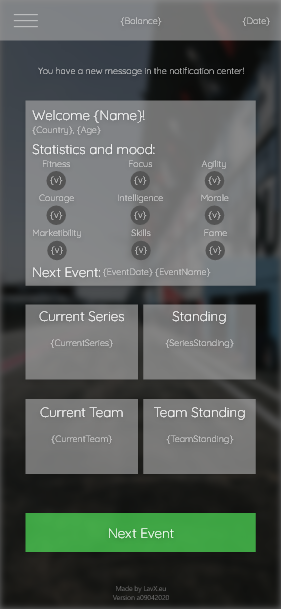 {Balance} {Date}
You have a new message in the notification center!
Welcome {Name}!
{Country}, {Age}
Statistics and mood:
Fitness Focus Agility
{v} {v} {v}
Courage Intelligence Morale
{v} {v} {v}
Marketibility Skills Fame
{v} {v} {v}
Next Event: {EventDate} {EventName}
Current Series Standing
{CurrentSeries} {SeriesStanding}
Current Team Team Standing
{CurrentTeam} {TeamStanding}
Next Event
Made by LavX.eu
Version a09042020